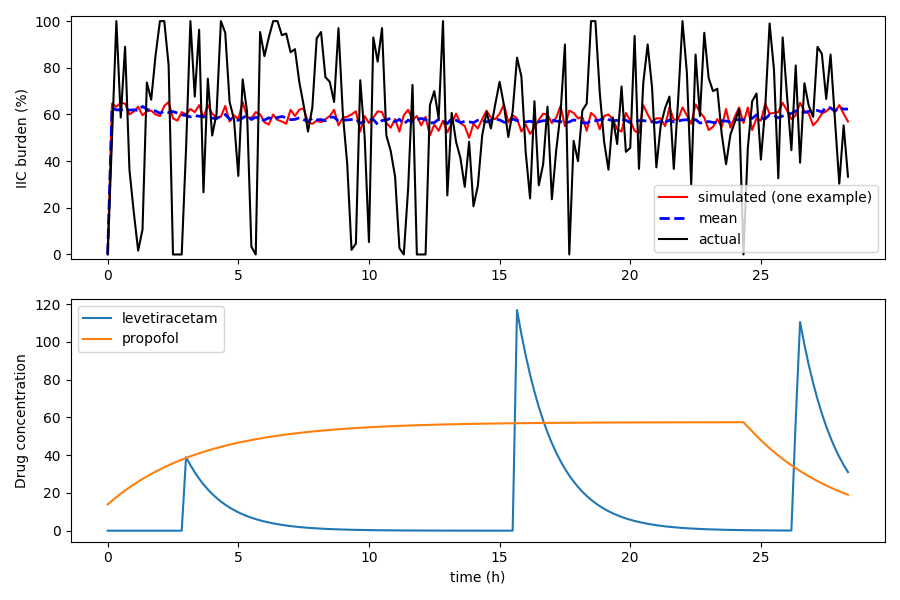 100
80
60
40
20
0
IIC burden (%)
simulated (one example)
mean
actual
0 5 10 15 20 25
120
100
80
60
40
20
0
Drug concentration
levetiracetam
propofol
0 5 10 15 20 25
time (h)